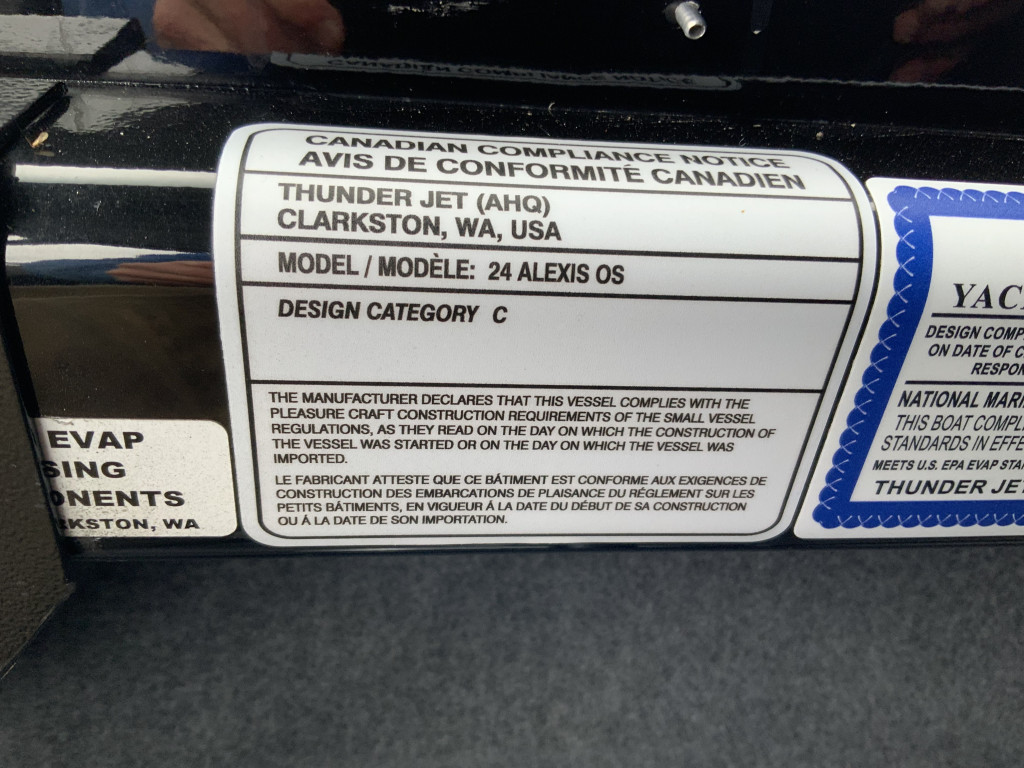 CANADIAN COMPLIANCE NOTICE
AVIS DE CONFORMITÉ CANADIEN
THUNDER JET (AHQ)
CLARKSTON, WA, USA
MODEL / MODÈLE: 24 ALEXIS OS
DESIGN CATEGORY C
THE MANUFACTURER DECLARES THAT THIS VESSEL COMPLIES WITH THE
PLEASURE CRAFT CONSTRUCTION REQUIREMENTS OF THE SMALL VESSEL
REGULATIONS, AS THEY READ ON THE DAY ON WHICH THE CONSTRUCTION OF
THE VESSEL WAS STARTED OR ON THE DAY ON WHICH THE VESSEL WAS
IMPORTED.
LE FABRICANT ATTESTE QUE CE BÂTIMENT EST CONFORME AUX EXIGENCES DE
CONSTRUCTION DES EMBARCATIONS DE PLAISANCE DU RÉGLEMENT SUR LES
PETITS BÂTIMENTS, EN VIGUEUR Á LA DATE DU DÉBUT DE SA CONSTRUCTION
OU Á LA DATE DE SON IMPORTATION.
EVAP
SING
ONENTS
RKSTON, WA
YAC
DESIGN COMP
ON DATE OF C
RESPON
NATIONAL MARI
THIS BOAT COMPL
STANDARDS IN EFFE
MEETS U.S. EPA EVAP STA
THUNDER JET